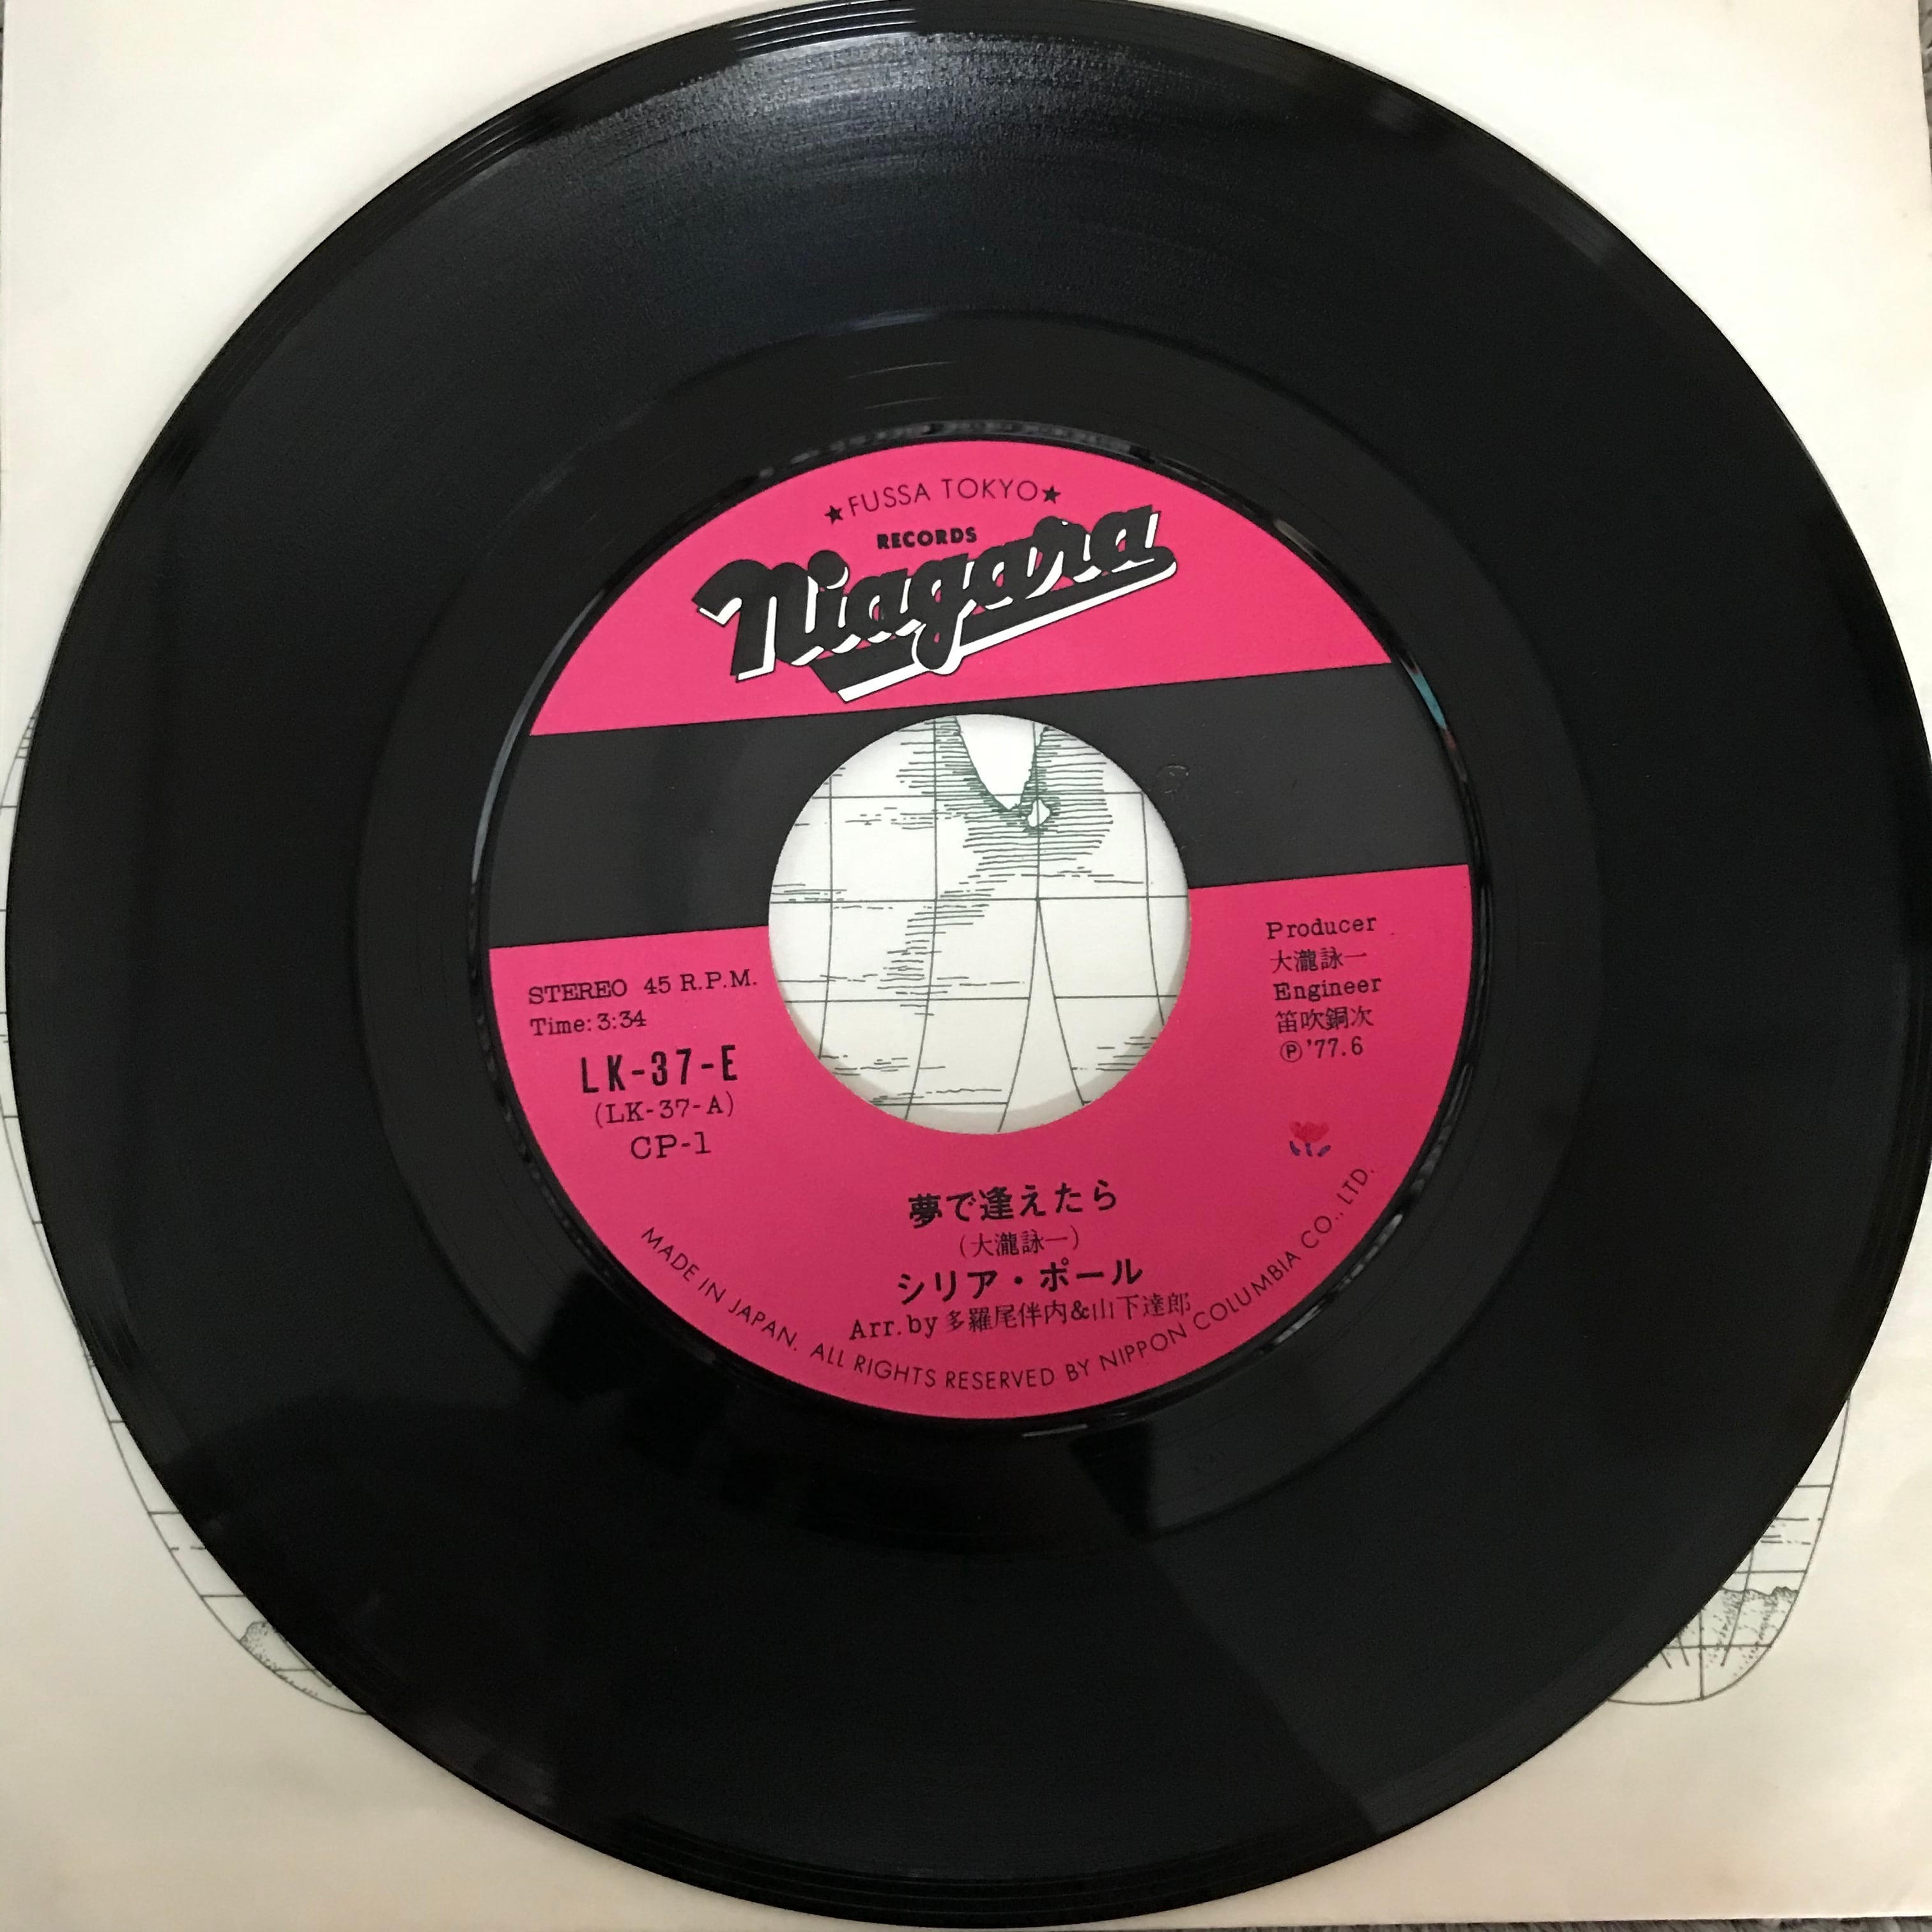 ★FUSSA TOKYO★
RECORDS
Niagara
STEREO 45 R.P.M.
Time: 3:34
LK-37-E
(LK-37-A)
CP-1
Producer
大瀧詠一
Engineer
笛吹銅次
Ⓟ'77.6
夢で逢えたら
(大瀧詠一)
シリア・ポール
Arr. by 多羅尾伴内&山下達郎
MADE IN JAPAN. ALL RIGHTS RESERVED BY NIPPON COLUMBIA CO., LTD.